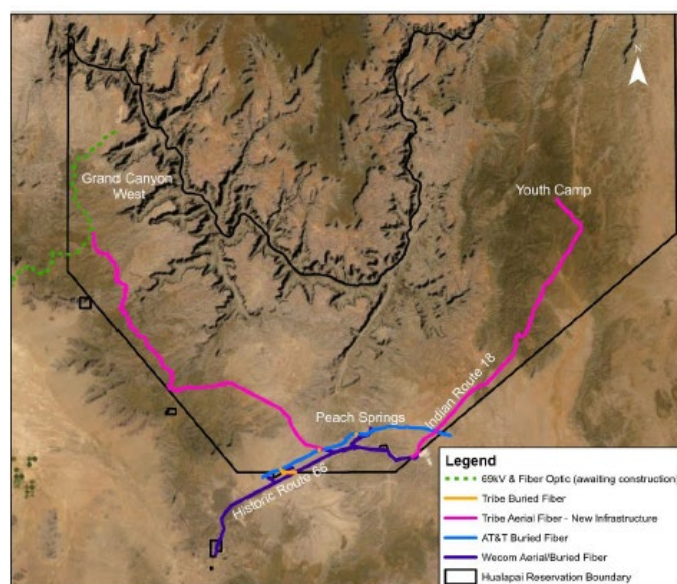 N
Grand Canyon
West
Youth Camp
Peach Springs
Indian Route 18
Historic Route 66
Legend
69kV & Fiber Optic (awaiting construction)
Tribe Buried Fiber
Tribe Aerial Fiber - New Infrastructure
AT&T Buried Fiber
Wecom Aerial/Buried Fiber
Hualapai Reservation Boundary